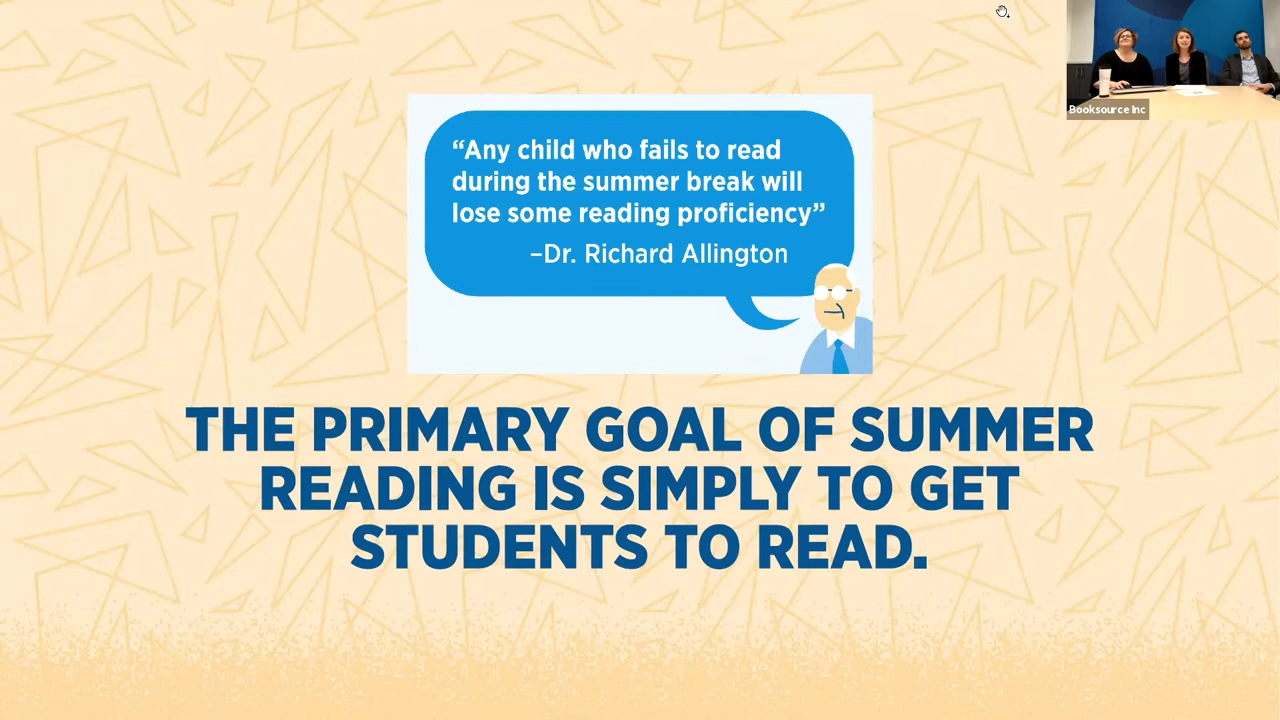 “Any child who fails to read
during the summer break will
lose some reading proficiency”
–Dr. Richard Allington
THE PRIMARY GOAL OF SUMMER
READING IS SIMPLY TO GET
STUDENTS TO READ.
Booksource Inc